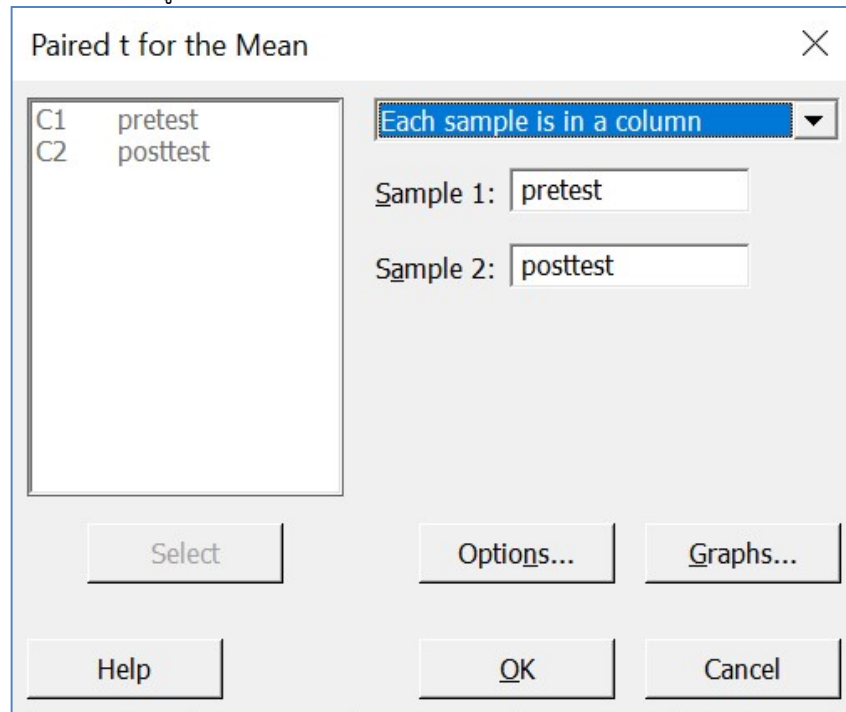 Paired t for the Mean
C1 pretest
C2 posttest
Each sample is in a column
Sample 1: pretest
Sample 2: posttest
Select
Options...
Graphs...
Help
OK
Cancel